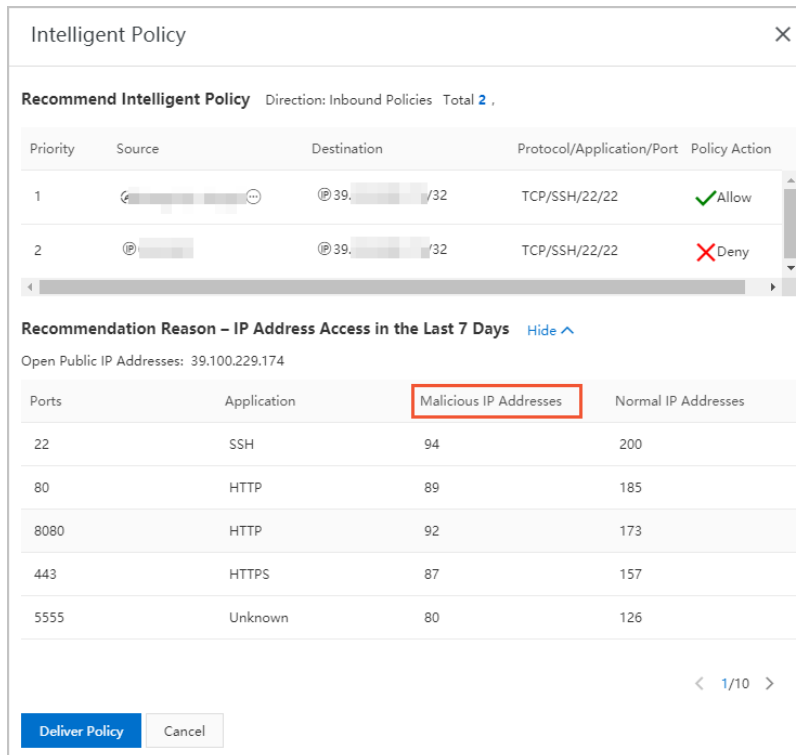 Intelligent Policy
Recommend Intelligent Policy Direction: Inbound Policies Total 2 ,
Priority Source Destination Protocol/Application/Port Policy Action
1 IP 39. /32 TCP/SSH/22/22 Allow
2 IP IP 39. /32 TCP/SSH/22/22 Deny
Recommendation Reason – IP Address Access in the Last 7 Days Hide
Open Public IP Addresses: 39.100.229.174
Ports Application Malicious IP Addresses Normal IP Addresses
22 SSH 94 200
80 HTTP 89 185
8080 HTTP 92 173
443 HTTPS 87 157
5555 Unknown 80 126
< 1/10 >
Deliver Policy Cancel